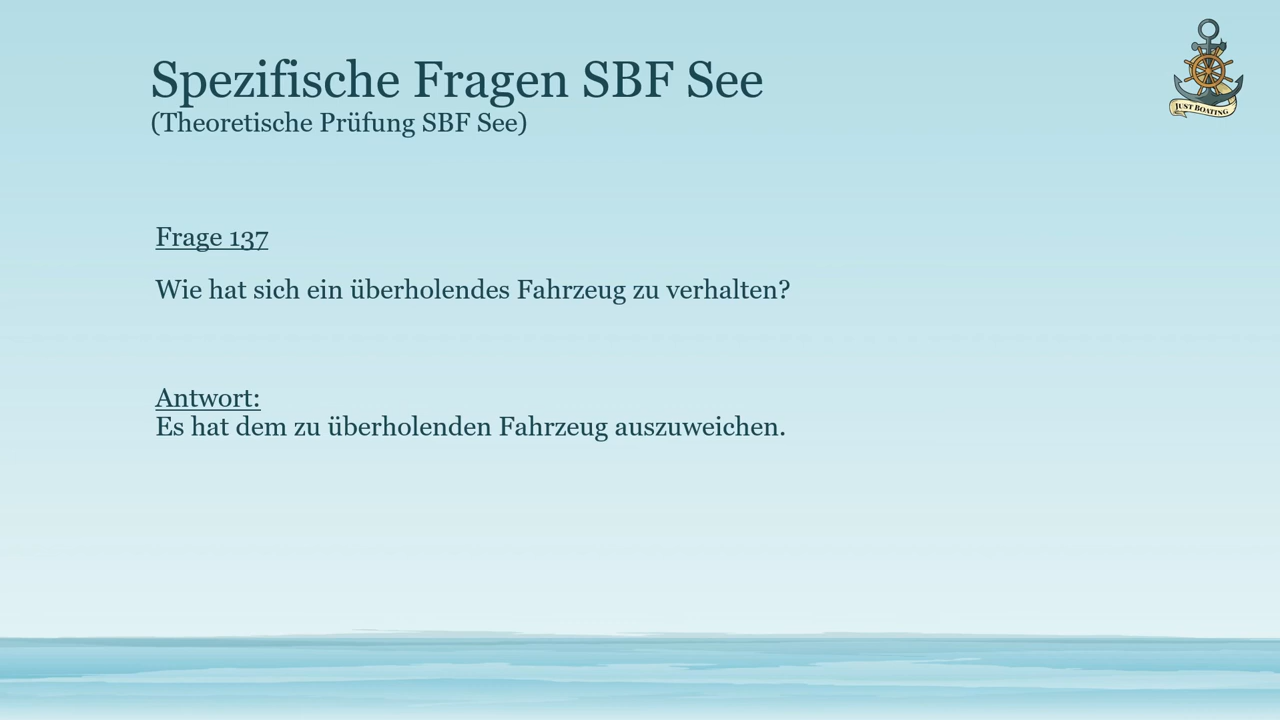 Spezifische Fragen SBF See
(Theoretische Prüfung SBF See)
JUST BOATING
Frage 137
Wie hat sich ein überholendes Fahrzeug zu verhalten?
Antwort:
Es hat dem zu überholenden Fahrzeug auszuweichen.